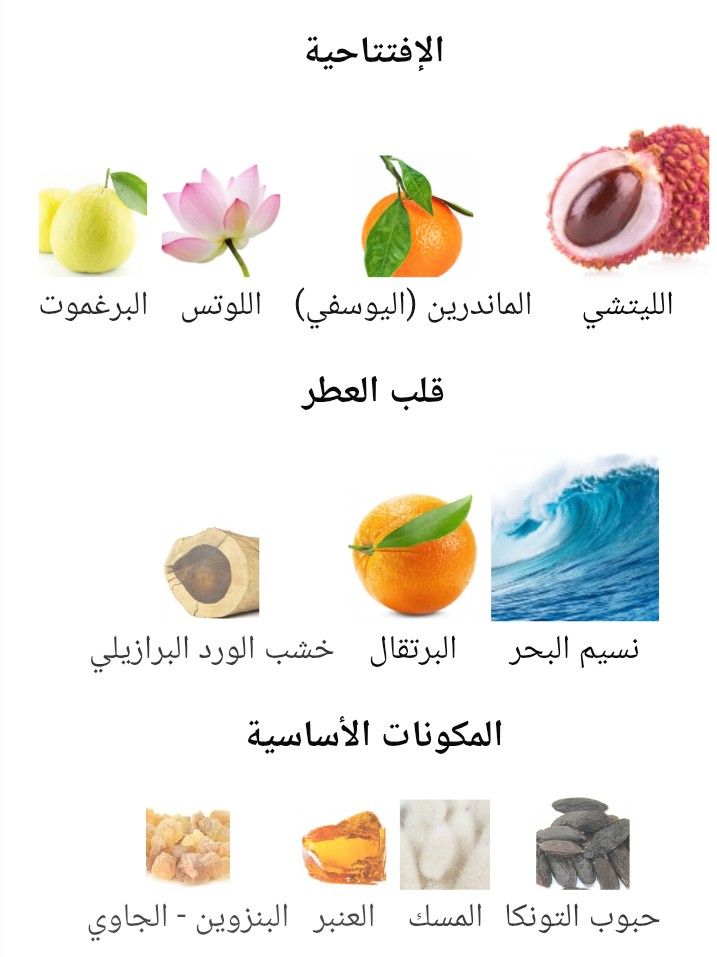 الإفتتاحية
الليتشي الماندرين (اليوسفي) اللوتس البرغموت
قلب العطر
نسيم البحر البرتقال خشب الورد البرازيلي
المكونات الأساسية
حبوب التونكا المسك العنبر البنزوين - الجاوي